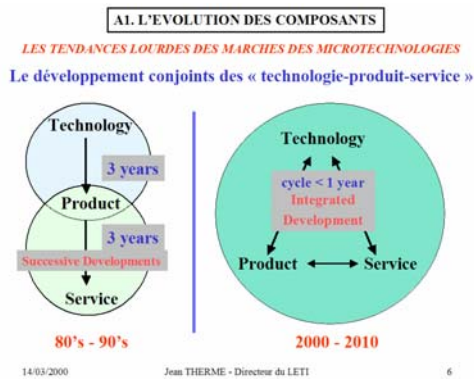 A1. L'EVOLUTION DES COMPOSANTS
LES TENDANCES LOURDES DES MARCHES DES MICROTECHNOLOGIES
Le développement conjoints des « technologie-produit-service »
Technology
3 years
Product
3 years
Successive Developments
Service
80's - 90's
Technology
cycle < 1 year
Integrated
Development
Product
Service
2000 - 2010
14/03/2000
Jean THERME - Directeur du LETI
6